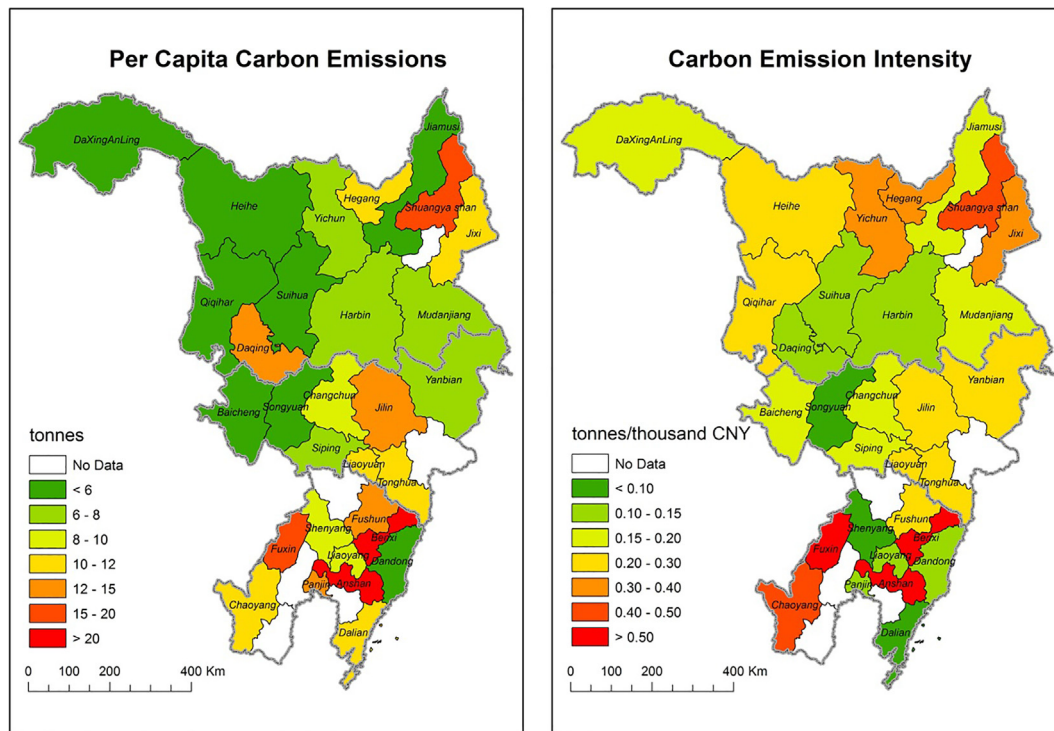 Per Capita Carbon Emissions
DaXingAnLing
Jiamusi
Heihe
Hegang
Yichun
Shuangya shan
Jixi
Qiqihar
Suihua
Harbin
Mudanjiang
Daqing
Yanbian
Changchun
Baicheng
Songyuan
Jilin
Siping
Liaoyuan
Tonghua
Fushun
Shenyang
Benxi
Fuxin
Liaoyang
Dandong
Panjin
Anshan
Chaoyang
Dalian
tonnes
No Data
< 6
6 - 8
8 - 10
10 - 12
12 - 15
15 - 20
> 20
0 100 200 400 Km
Carbon Emission Intensity
DaXingAnLing
Jiamusi
Heihe
Hegang
Yichun
Shuangya shan
Jixi
Qiqihar
Suihua
Harbin
Mudanjiang
Daqing
Yanbian
Changchun
Baicheng
Songyuan
Jilin
Siping
Liaoyuan
Tonghua
Fushun
Shenyang
Benxi
Fuxin
Liaoyang
Dandong
Panjin
Anshan
Chaoyang
Dalian
tonnes/thousand CNY
No Data
< 0.10
0.10 - 0.15
0.15 - 0.20
0.20 - 0.30
0.30 - 0.40
0.40 - 0.50
> 0.50
0 100 200 400 Km